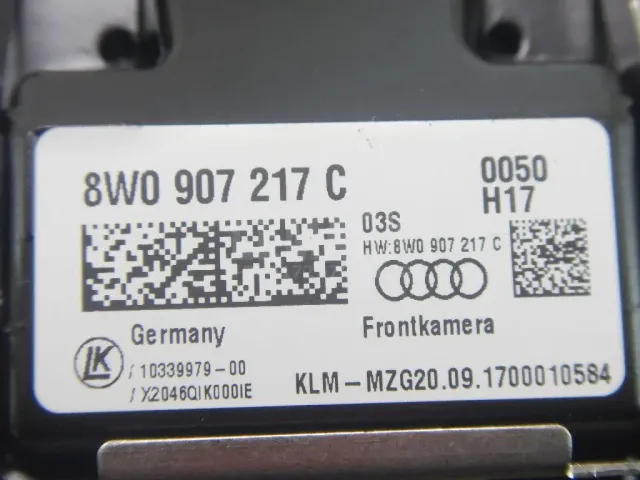 8W0 907 217 C
0050
H17
03S
HW:8W0 907 217 C
Germany
Frontkamera
LK
/10339979-00
/X2046QIK000IE
KLM-MZG20.09.1700010584